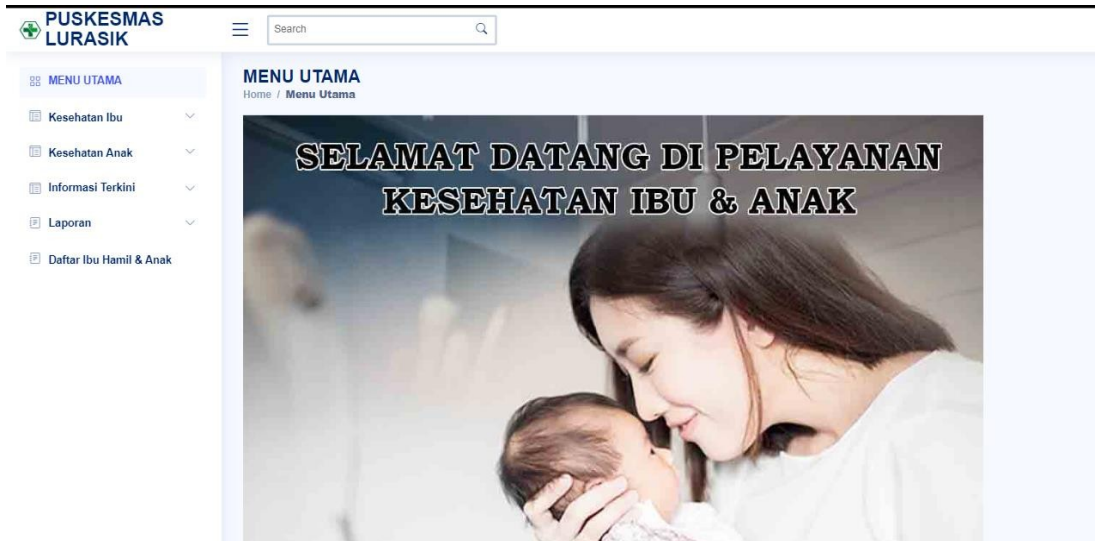 PUSKESMAS
LURASIK
Search
MENU UTAMA
Kesehatan Ibu
Kesehatan Anak
Informasi Terkini
Laporan
Daftar Ibu Hamil & Anak
MENU UTAMA
Home / Menu Utama
SELAMAT DATANG DI PELAYANAN
KESEHATAN IBU & ANAK